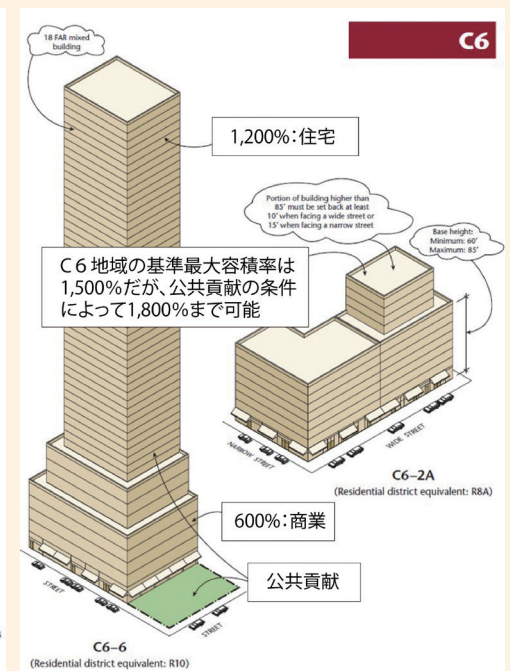 C6
18 FAR mixed
building
1,200%：住宅
Portion of building higher than
85' must be set back at least
10' when facing a wide street or
15' when facing a narrow street
Base height:
Minimum: 60'
Maximum: 85'
C６地域の基準最大容積率は
1,500%だが、公共貢献の条件
によって1,800%まで可能
NARROW STREET
WIDE STREET
C6–2A
(Residential district equivalent: R8A)
600%：商業
公共貢献
STREET
STREET
C6–6
(Residential district equivalent: R10)